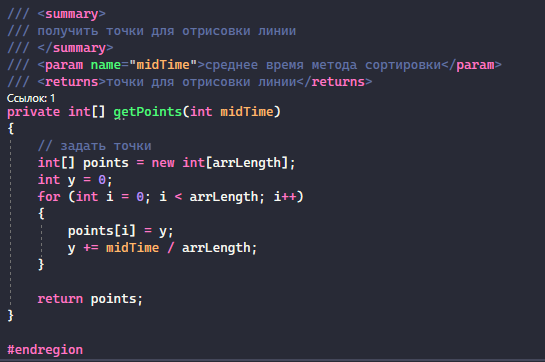 /// <summary>
/// получить точки для отрисовки линии
/// </summary>
/// <param name="midTime">среднее время метода сортировки</param>
/// <returns>точки для отрисовки линии</returns>
Ссылок: 1
private int[] getPoints(int midTime)
{
    // задать точки
    int[] points = new int[arrLength];
    int y = 0;
    for (int i = 0; i < arrLength; i++)
    {
        points[i] = y;
        y += midTime / arrLength;
    }

    return points;
}

#endregion